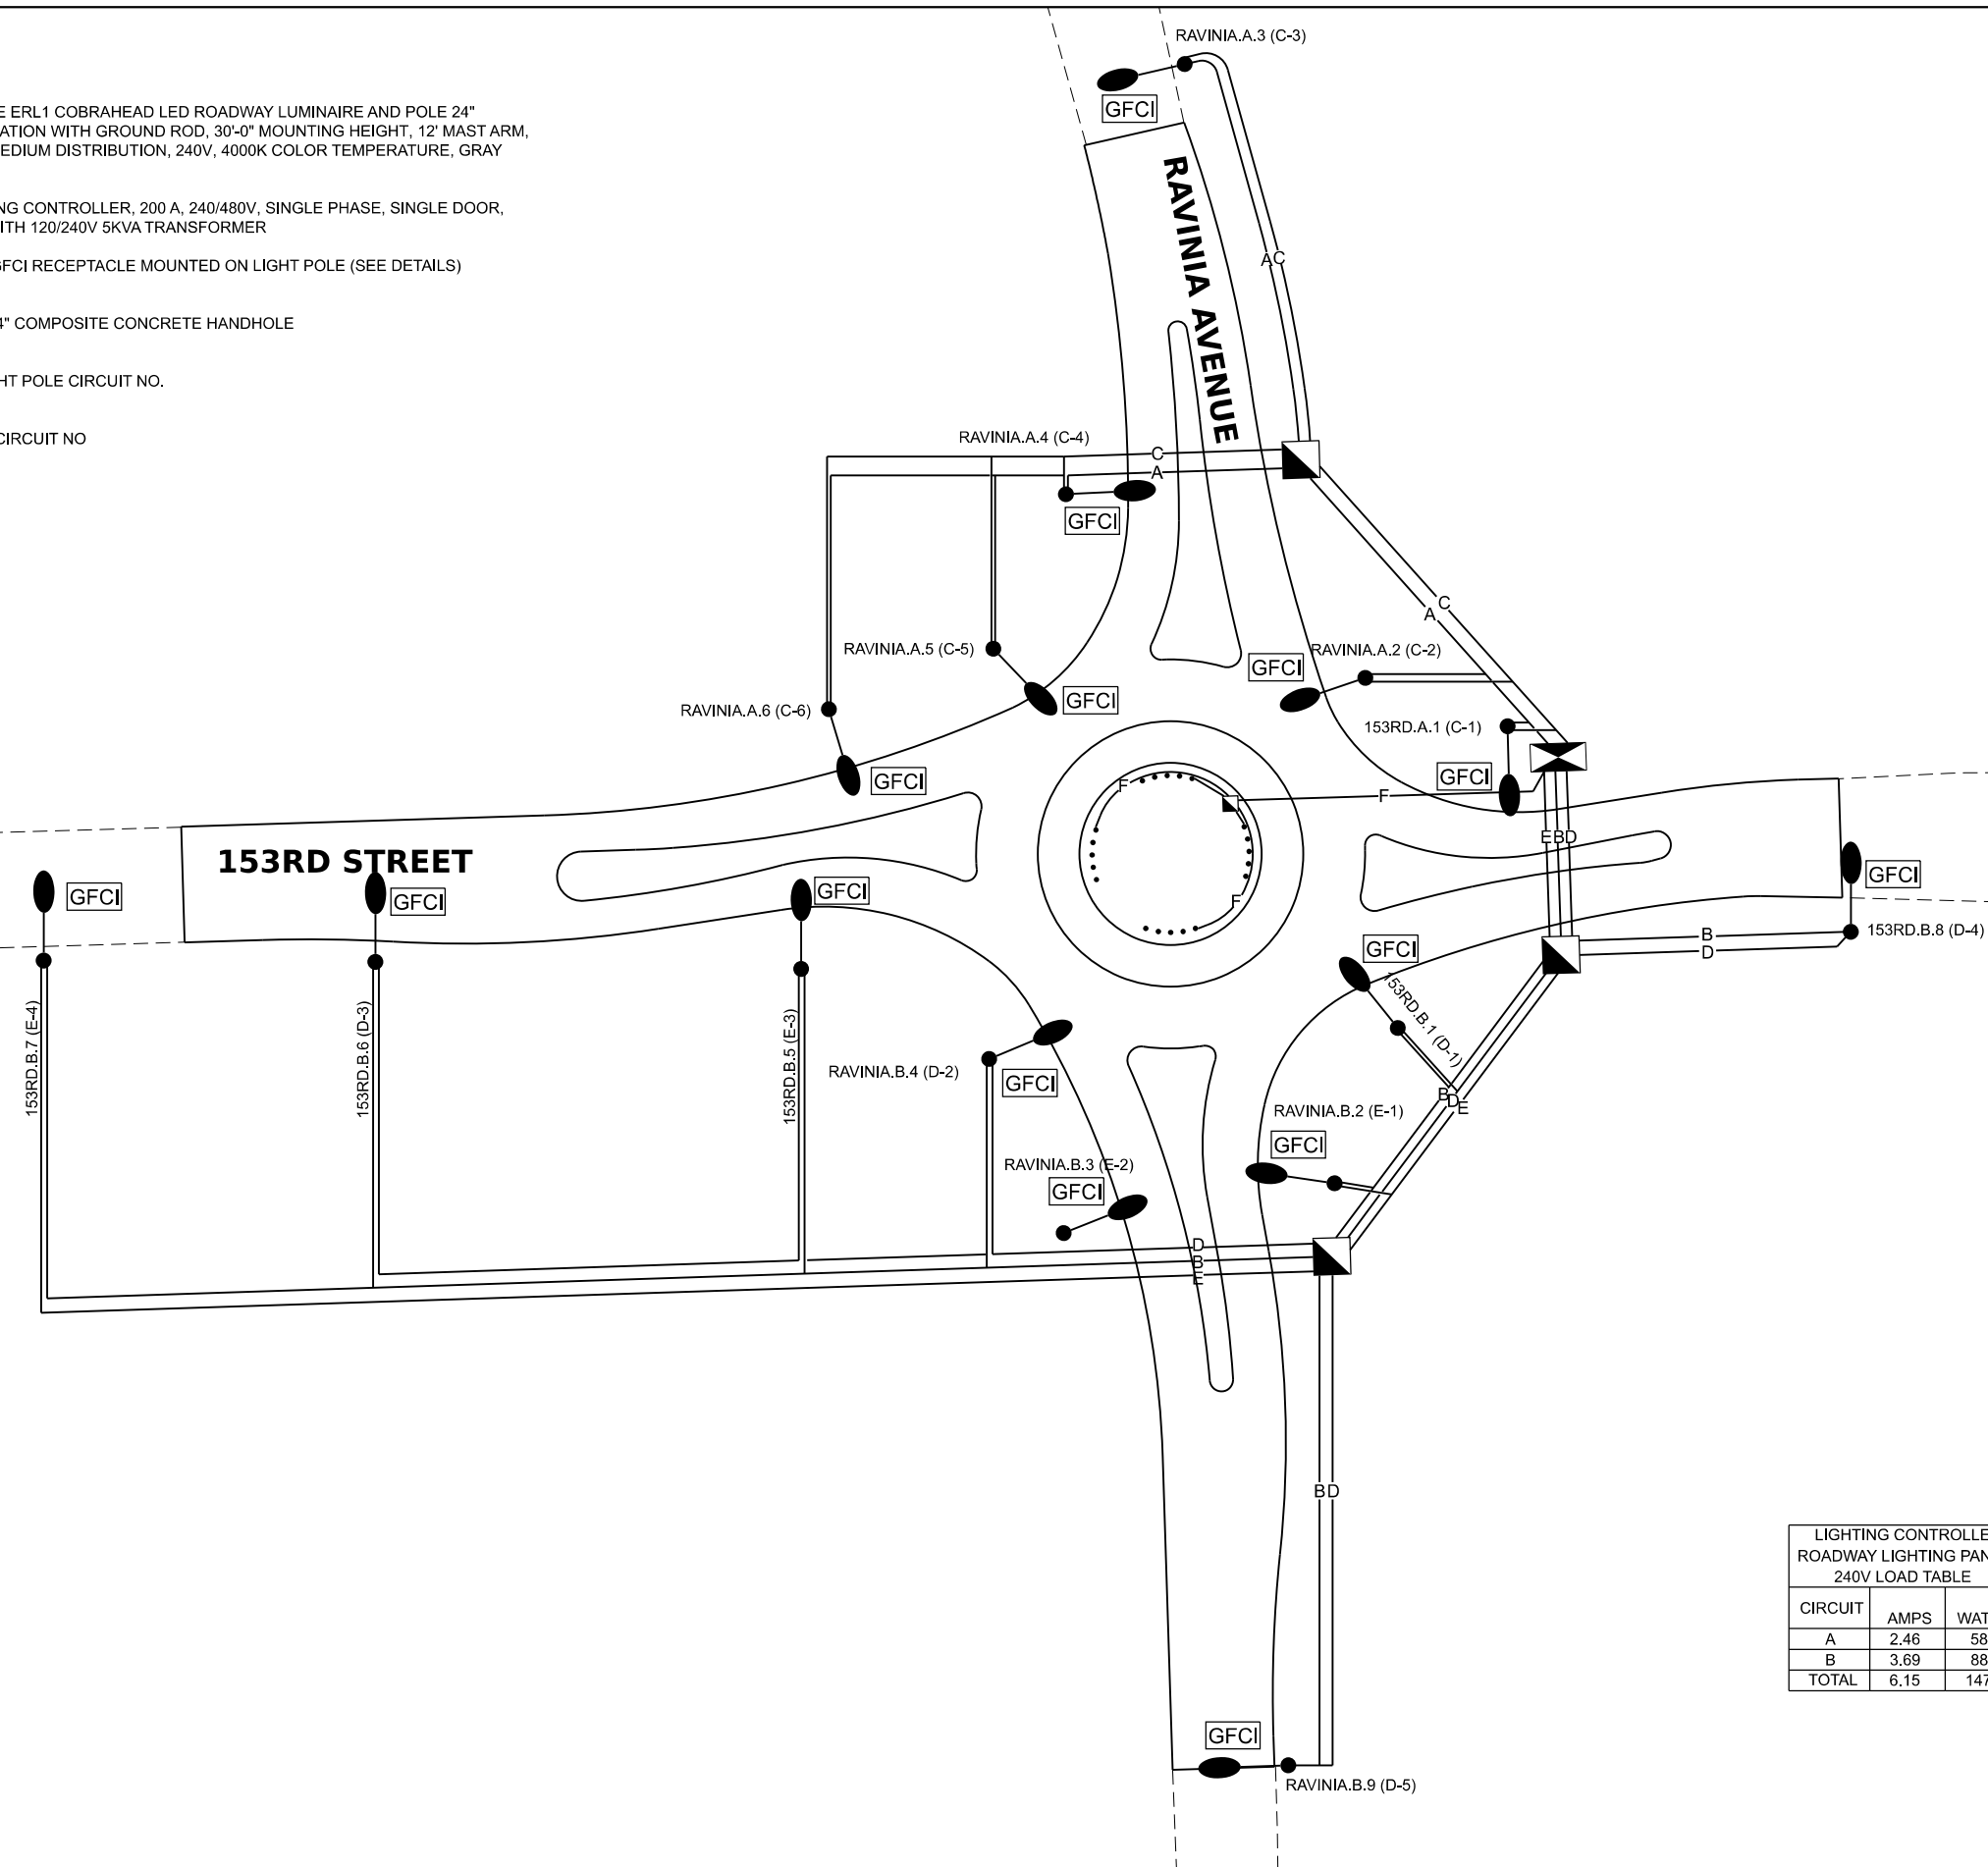 E ERL1 COBRAHEAD LED ROADWAY LUMINAIRE AND POLE 24"
ATION WITH GROUND ROD, 30'-0" MOUNTING HEIGHT, 12' MAST ARM,
EDIUM DISTRIBUTION, 240V, 4000K COLOR TEMPERATURE, GRAY
NG CONTROLLER, 200 A, 240/480V, SINGLE PHASE, SINGLE DOOR,
ITH 120/240V 5KVA TRANSFORMER
GFCI RECEPTACLE MOUNTED ON LIGHT POLE (SEE DETAILS)
4" COMPOSITE CONCRETE HANDHOLE
HT POLE CIRCUIT NO.
CIRCUIT NO
RAVINIA.A.3 (C-3)
GFCI
RAVINIA AVENUE
A C
RAVINIA.A.4 (C-4)
C
A
GFCI
C
A
RAVINIA.A.5 (C-5)
GFCI
RAVINIA.A.2 (C-2)
GFCI
RAVINIA.A.6 (C-6)
GFCI
153RD.A.1 (C-1)
GFCI
F
F
F
E B D
153RD STREET
GFCI
GFCI
GFCI
GFCI
153RD.B.8 (D-4)
B
D
GFCI
153RD.B.1 (D-1)
153RD.B.7 (E-4)
153RD.B.6 (D-3)
153RD.B.5 (E-3)
RAVINIA.B.4 (D-2)
GFCI
B D E
RAVINIA.B.2 (E-1)
GFCI
RAVINIA.B.3 (E-2)
GFCI
D
B
E
B D
GFCI
RAVINIA.B.9 (D-5)
LIGHTING CONTROLLE
ROADWAY LIGHTING PAN
240V LOAD TABLE
CIRCUIT AMPS WAT
A 2.46 58
B 3.69 88
TOTAL 6.15 147